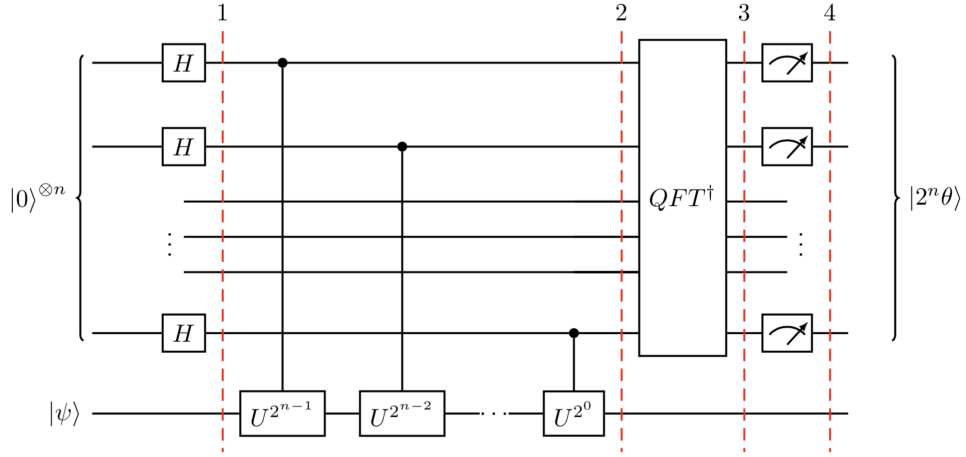 1 2 3 4
H
H
|0⟩^{⊗n} QFT^† |2^nθ⟩
⋮ ⋮
H
|ψ⟩ U^{2^{n−1}} U^{2^{n−2}} ⋯ U^{2^0}